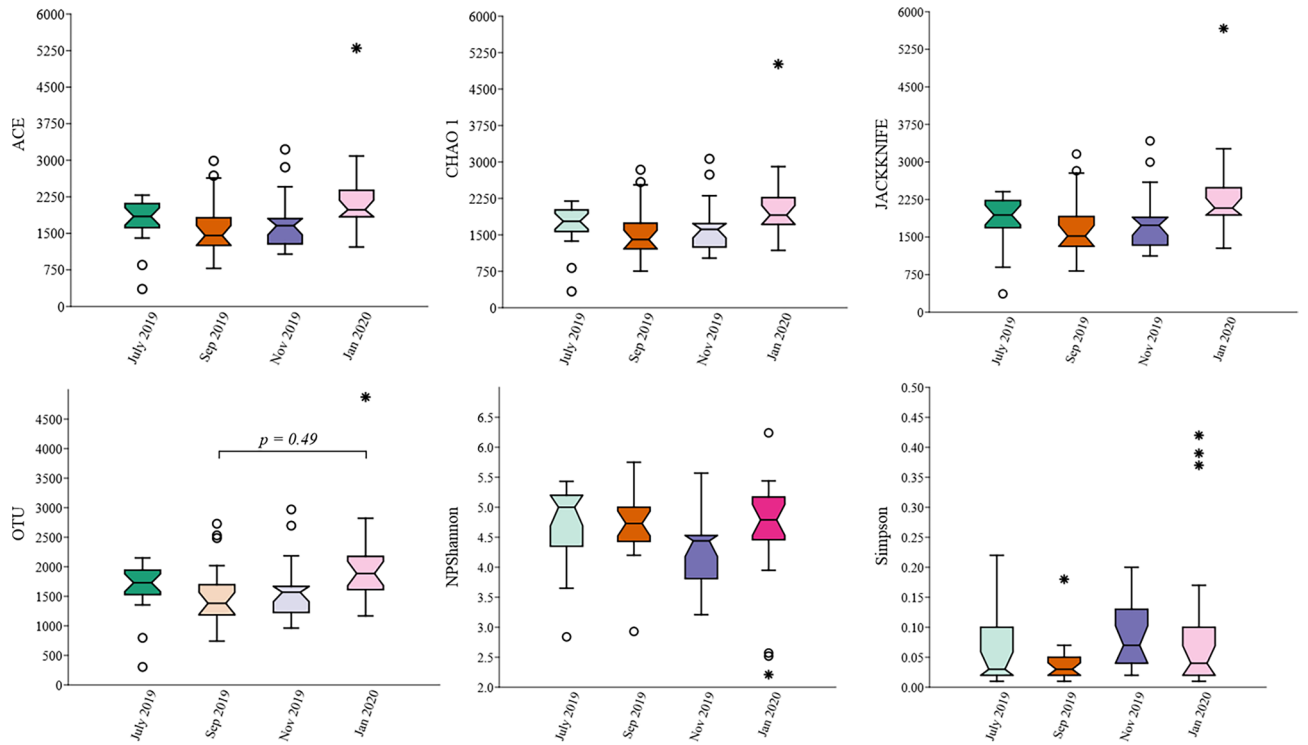 6000
5250
4500
3750
3000
2250
1500
750
0
ACE
July 2019
Sep 2019
Nov 2019
Jan 2020
6000
5250
4500
3750
3000
2250
1500
750
0
CHAO 1
July 2019
Sep 2019
Nov 2019
Jan 2020
6000
5250
4500
3750
3000
2250
1500
750
0
JACKKNIFE
July 2019
Sep 2019
Nov 2019
Jan 2020
4500
4000
3500
3000
2500
2000
1500
1000
500
0
OTU
p = 0.49
July 2019
Sep 2019
Nov 2019
Jan 2020
6.5
6.0
5.5
5.0
4.5
4.0
3.5
3.0
2.5
2.0
NPShannon
July 2019
Sep 2019
Nov 2019
Jan 2020
0.50
0.45
0.40
0.35
0.30
0.25
0.20
0.15
0.10
0.05
0.00
Simpson
July 2019
Sep 2019
Nov 2019
Jan 2020